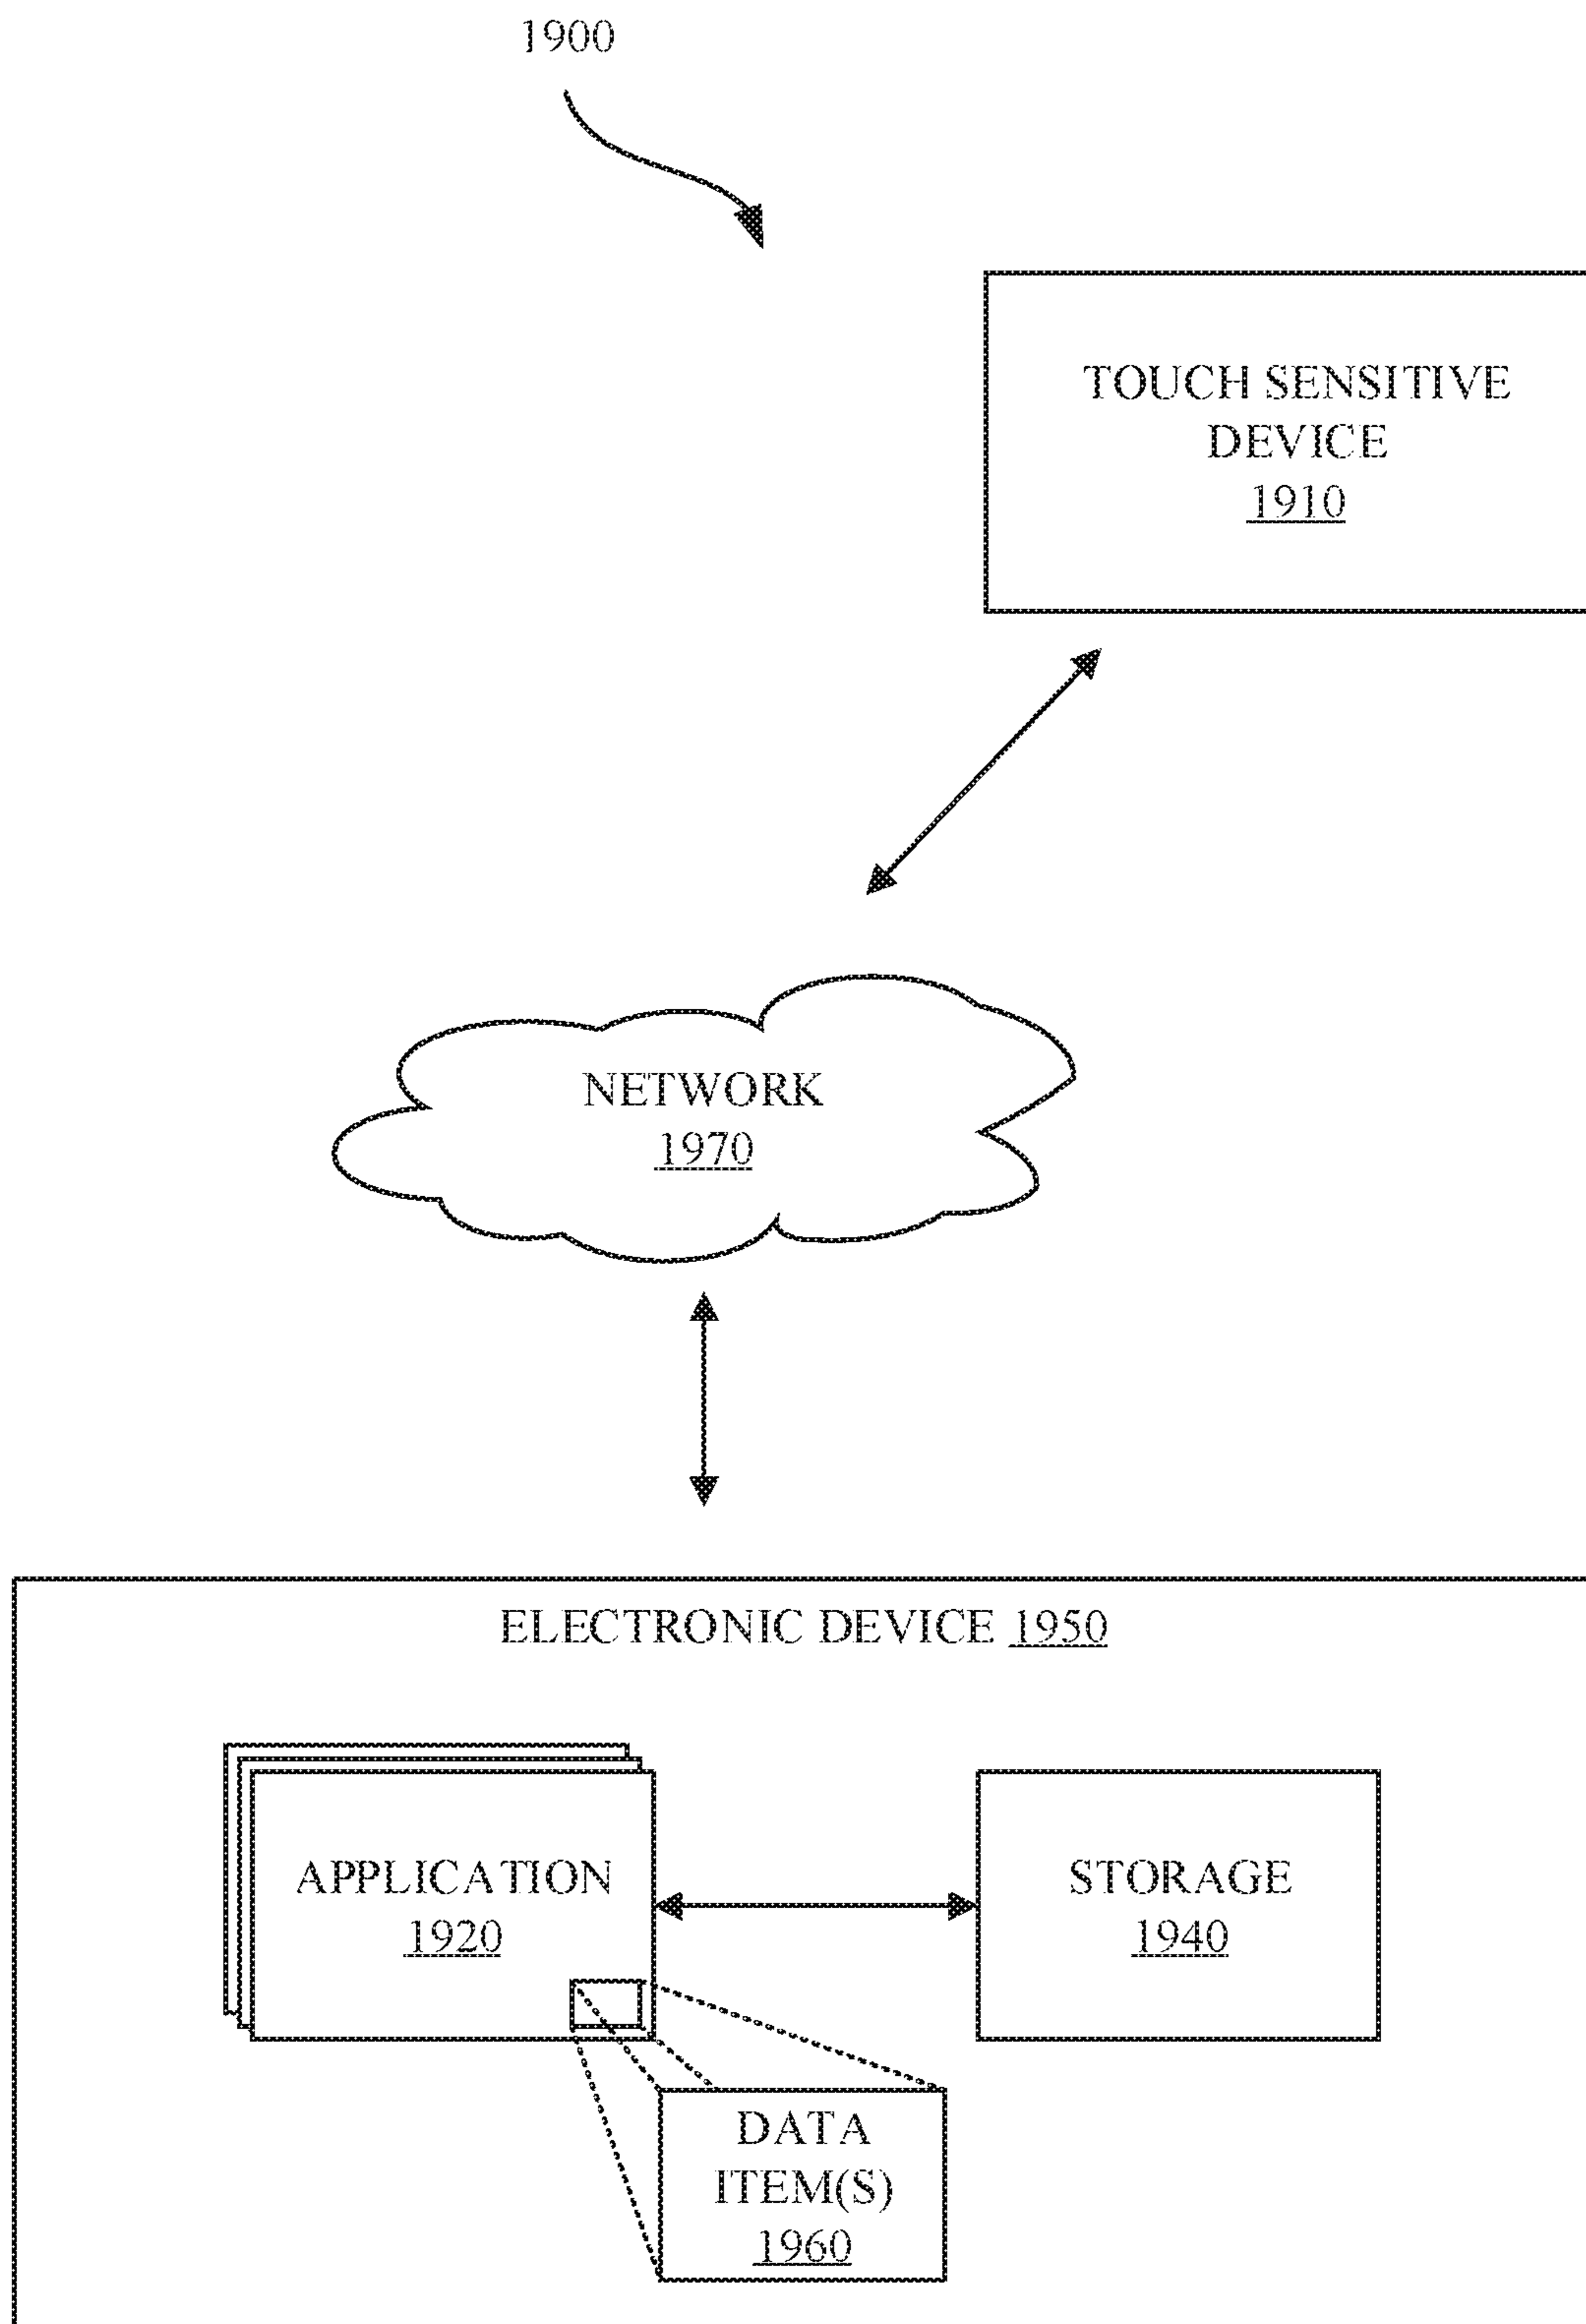 1900
TOUCH SENSITIVE
DEVICE
1910
NETWORK
1970
ELECTRONIC DEVICE 1950
APPLICATION
1920
STORAGE
1940
DATA
ITEM(S)
1960